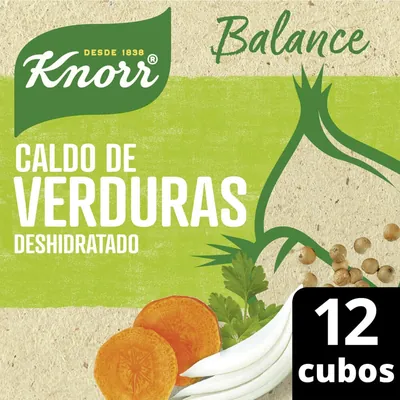 DESDE 1838
Knorr®
Balance
CALDO DE
VERDURAS
DESHIDRATADO
12
cubos